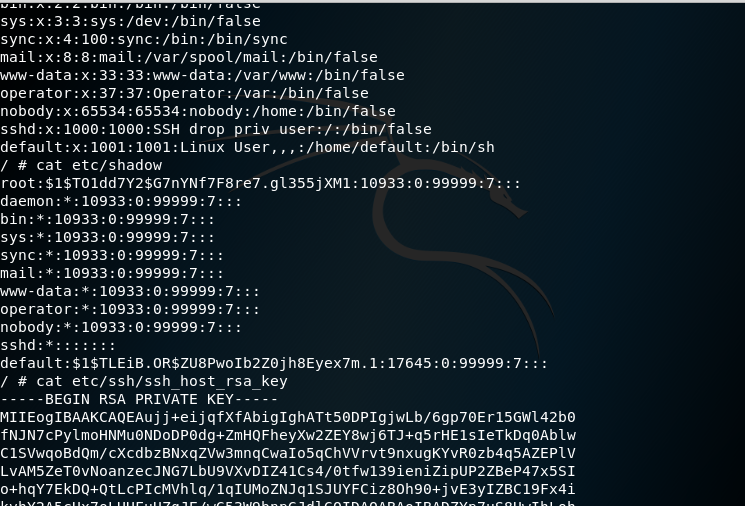 bin:x:2:2:bin:/bin:/bin/false
sys:x:3:3:sys:/dev:/bin/false
sync:x:4:100:sync:/bin:/bin/sync
mail:x:8:8:mail:/var/spool/mail:/bin/false
www-data:x:33:33:www-data:/var/www:/bin/false
operator:x:37:37:Operator:/var:/bin/false
nobody:x:65534:65534:nobody:/home:/bin/false
sshd:x:1000:1000:SSH drop priv user:/:/bin/false
default:x:1001:1001:Linux User,,,:/home/default:/bin/sh
/ # cat etc/shadow
root:$1$TO1dd7Y2$G7nYNf7F8re7.gl355jXM1:10933:0:99999:7:::
daemon:*:10933:0:99999:7:::
bin:*:10933:0:99999:7:::
sys:*:10933:0:99999:7:::
sync:*:10933:0:99999:7:::
mail:*:10933:0:99999:7:::
www-data:*:10933:0:99999:7:::
operator:*:10933:0:99999:7:::
nobody:*:10933:0:99999:7:::
sshd:*:::::::
default:$1$TLEiB.OR$ZU8PwoIb2Z0jh8Eyex7m.1:17645:0:99999:7:::
/ # cat etc/ssh/ssh_host_rsa_key
-----BEGIN RSA PRIVATE KEY-----
MIIEogIBAAKCAQEAujj+eijqfXfAbigIghATt50DPIgjwLb/6gp70Er15GWl42b0
fNJN7cPylmoHNMu0NDoDP0dg+ZmHQFheyXw2ZEY8wj6TJ+q5rHE1sIeTkDq0Ablw
C1SVwqoBdQm/cXcdbzBNxqZVw3mnqCwaIo5qChVVrvt9nxugKYvR0zb4q5AZEPlV
LvAM5ZeT0vNoanzecJNG7LbU9VXvDIZ41Cs4/0tfw139ieniZipUP2ZBeP47x5SI
o+hqY7EkDQ+QtLcPIcMVhlq/1qIUMoZNJq1SJUYFCiz8Oh90+jvE3yIZBC19Fx4i